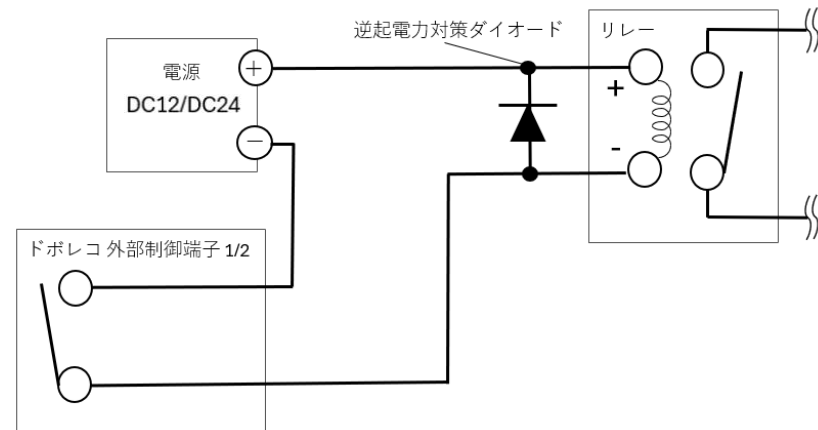 逆起電力対策ダイオード
リレー
電源
DC12/DC24
+
−
+
-
ドボレコ 外部制御端子 1/2